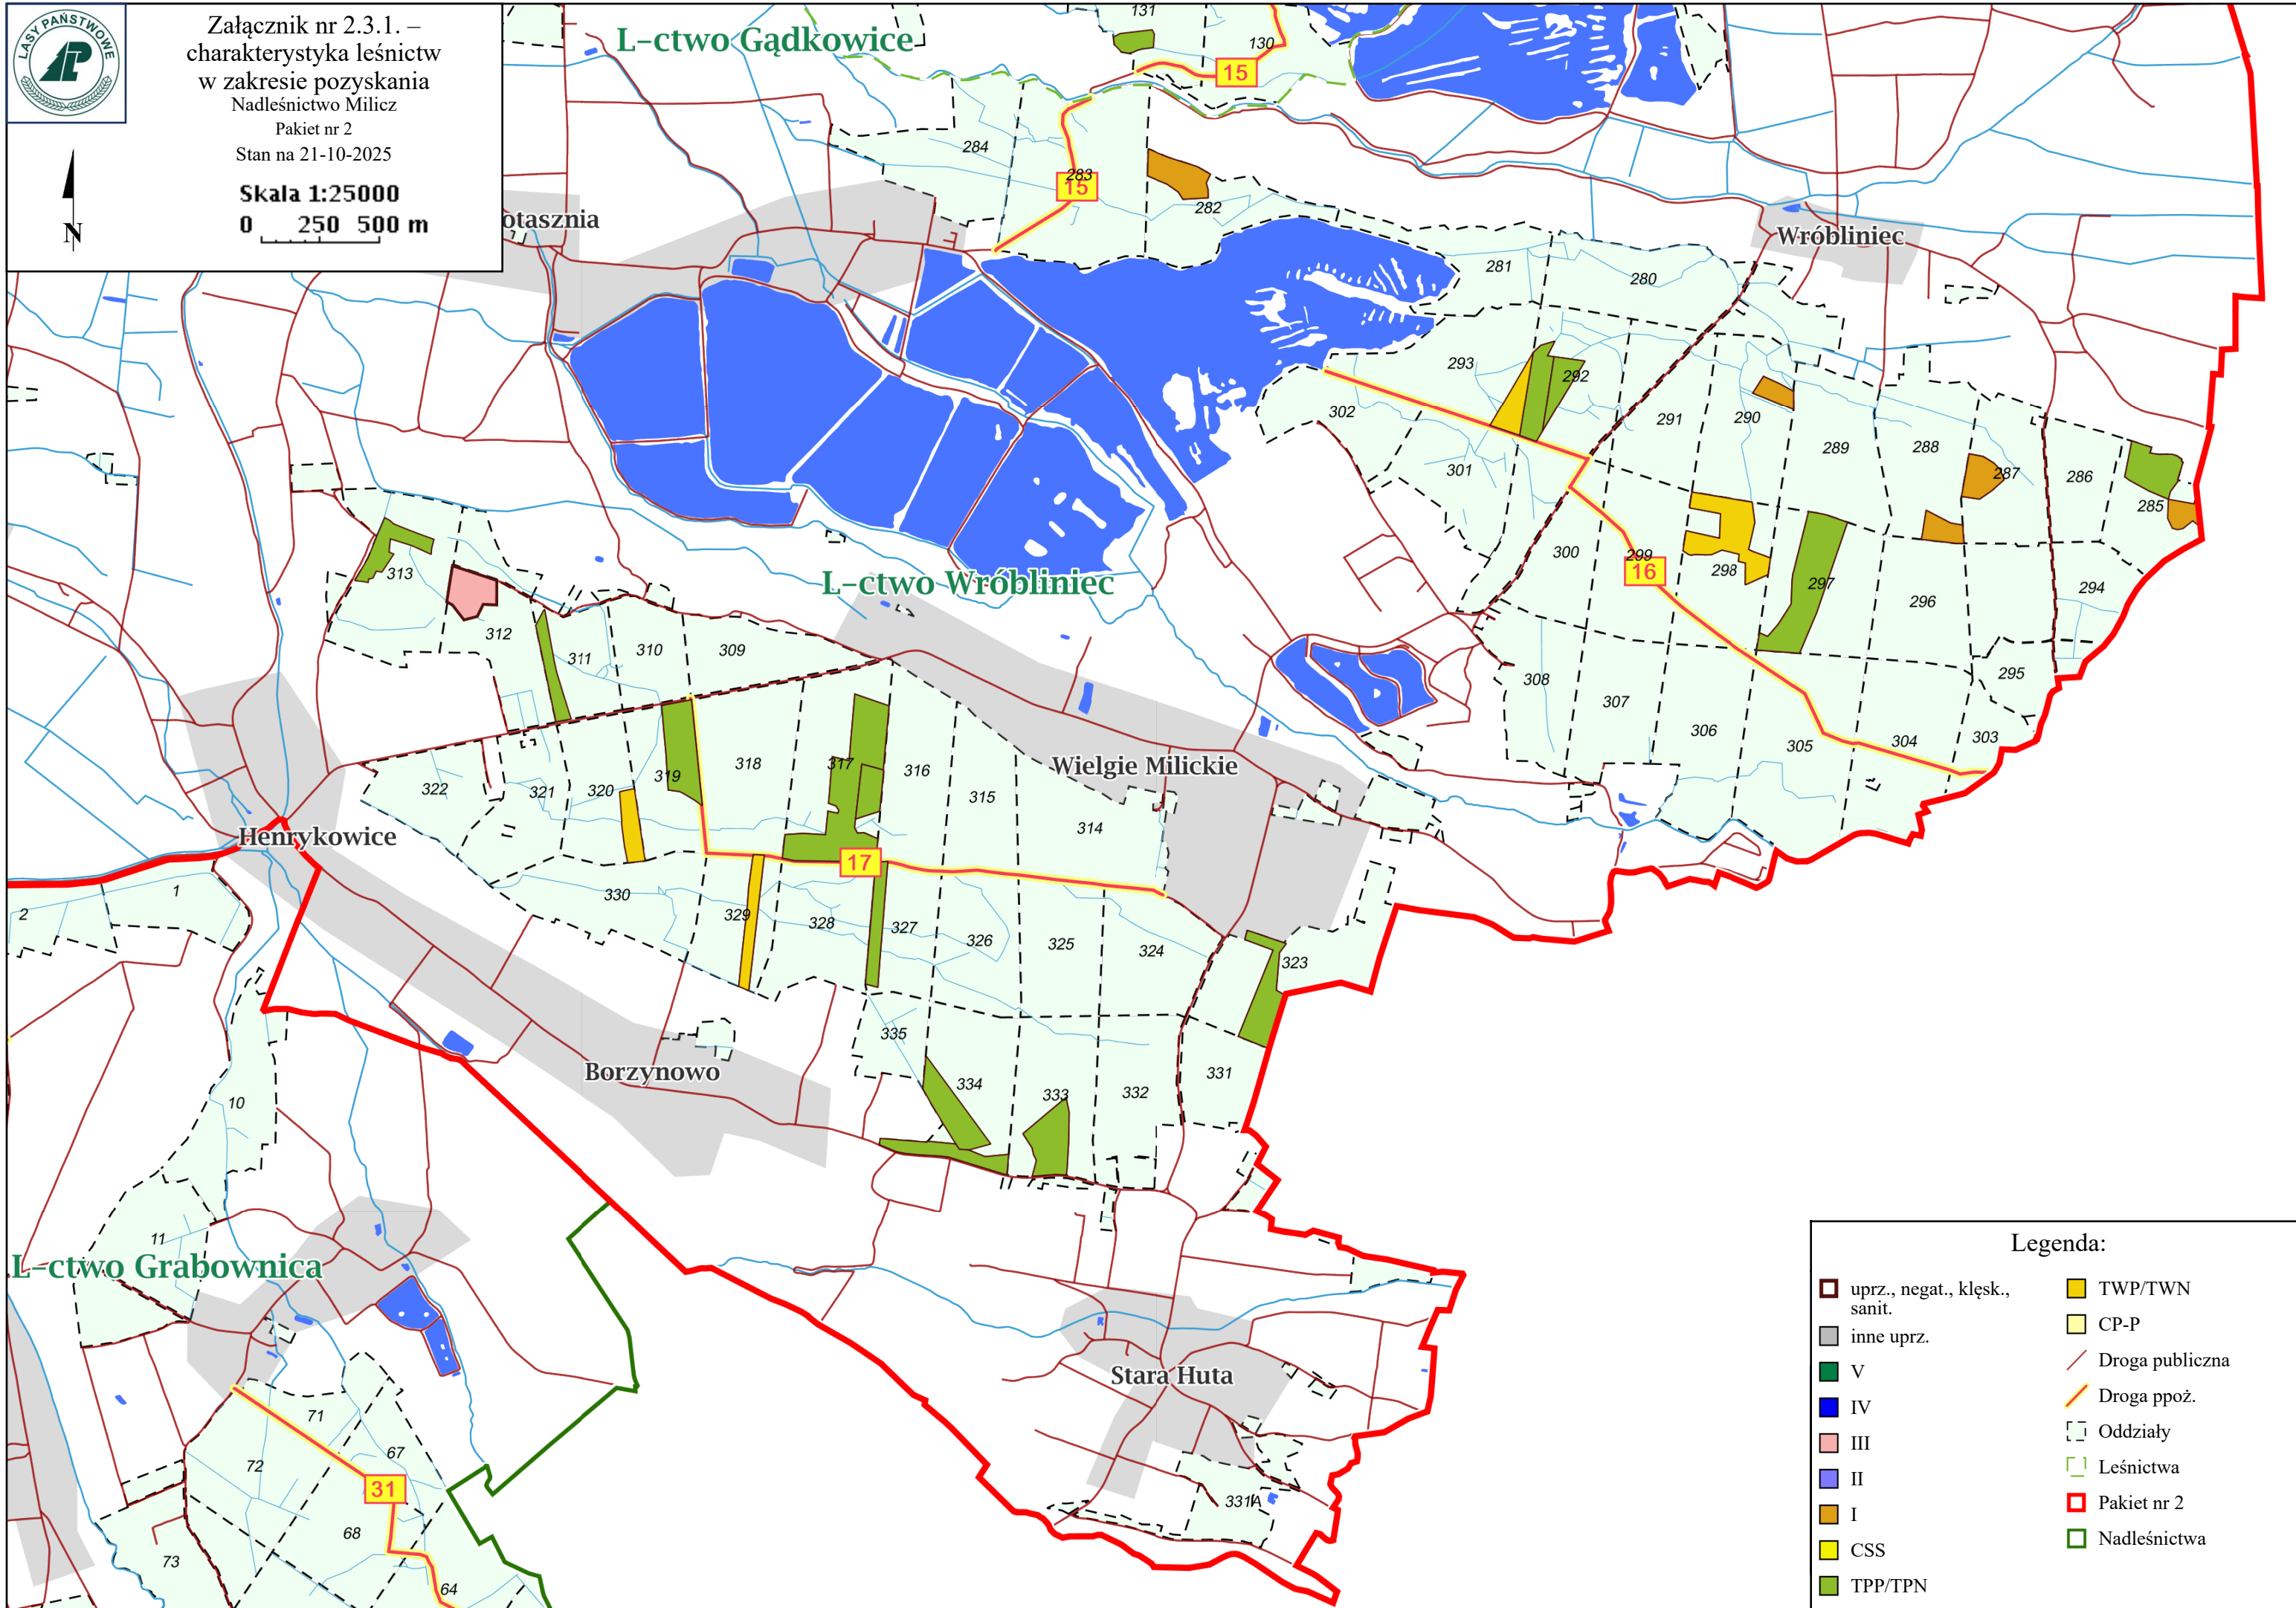 LASY PAŃSTWOWE
Załącznik nr 2.3.1. –
charakterystyka leśnictw
w zakresie pozyskania
Nadleśnictwo Milicz
Pakiet nr 2
Stan na 21-10-2025
Skala 1:25000
0 250 500 m
N
L-ctwo Gądkowice
131
130
15
284
283
15
282
otasznia
Wróbliniec
281
280
293
292
302
301
291
290
289
288
287
286
285
300
299
16
298
297
296
294
295
308
307
306
305
304
303
L-ctwo Wróbliniec
313
312
311
310
309
322
321
320
319
318
317
316
315
314
Wielgie Milickie
Henrykowice
17
1
2
330
329
328
327
326
325
324
323
335
334
333
332
331
Borzynowo
10
11
L-ctwo Grabownica
71
72
67
31
68
73
64
Stara Huta
331A
Legenda:
uprz., negat., klęsk.,
sanit.
inne uprz.
V
IV
III
II
I
CSS
TPP/TPN
TWP/TWN
CP-P
Droga publiczna
Droga ppoż.
Oddziały
Leśnictwa
Pakiet nr 2
Nadleśnictwa